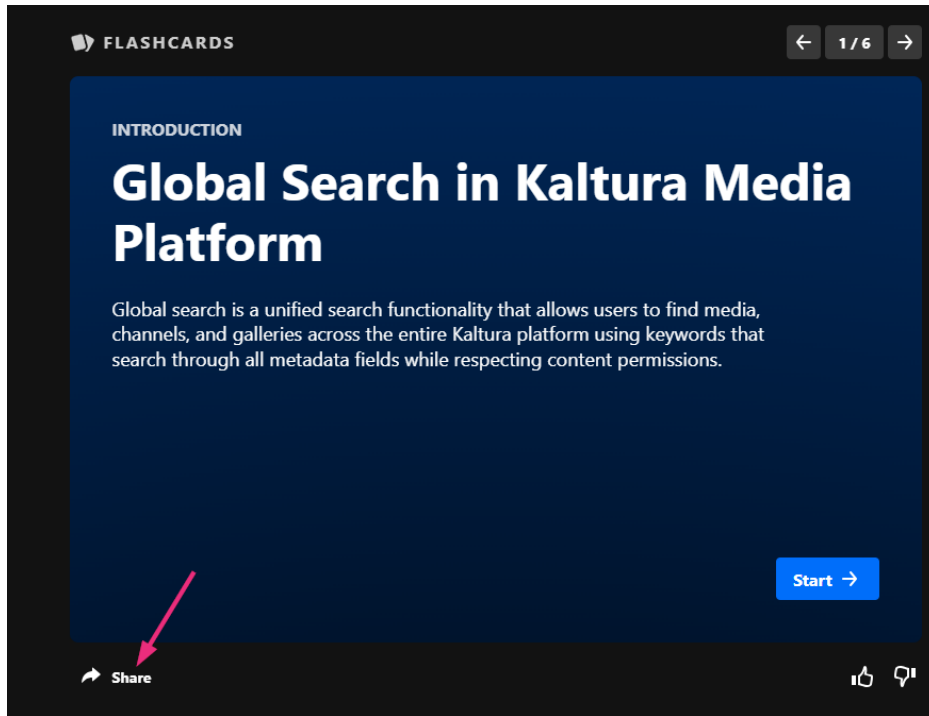 FLASHCARDS
1 / 6
INTRODUCTION
Global Search in Kaltura Media
Platform
Global search is a unified search functionality that allows users to find media,
channels, and galleries across the entire Kaltura platform using keywords that
search through all metadata fields while respecting content permissions.
Start
Share